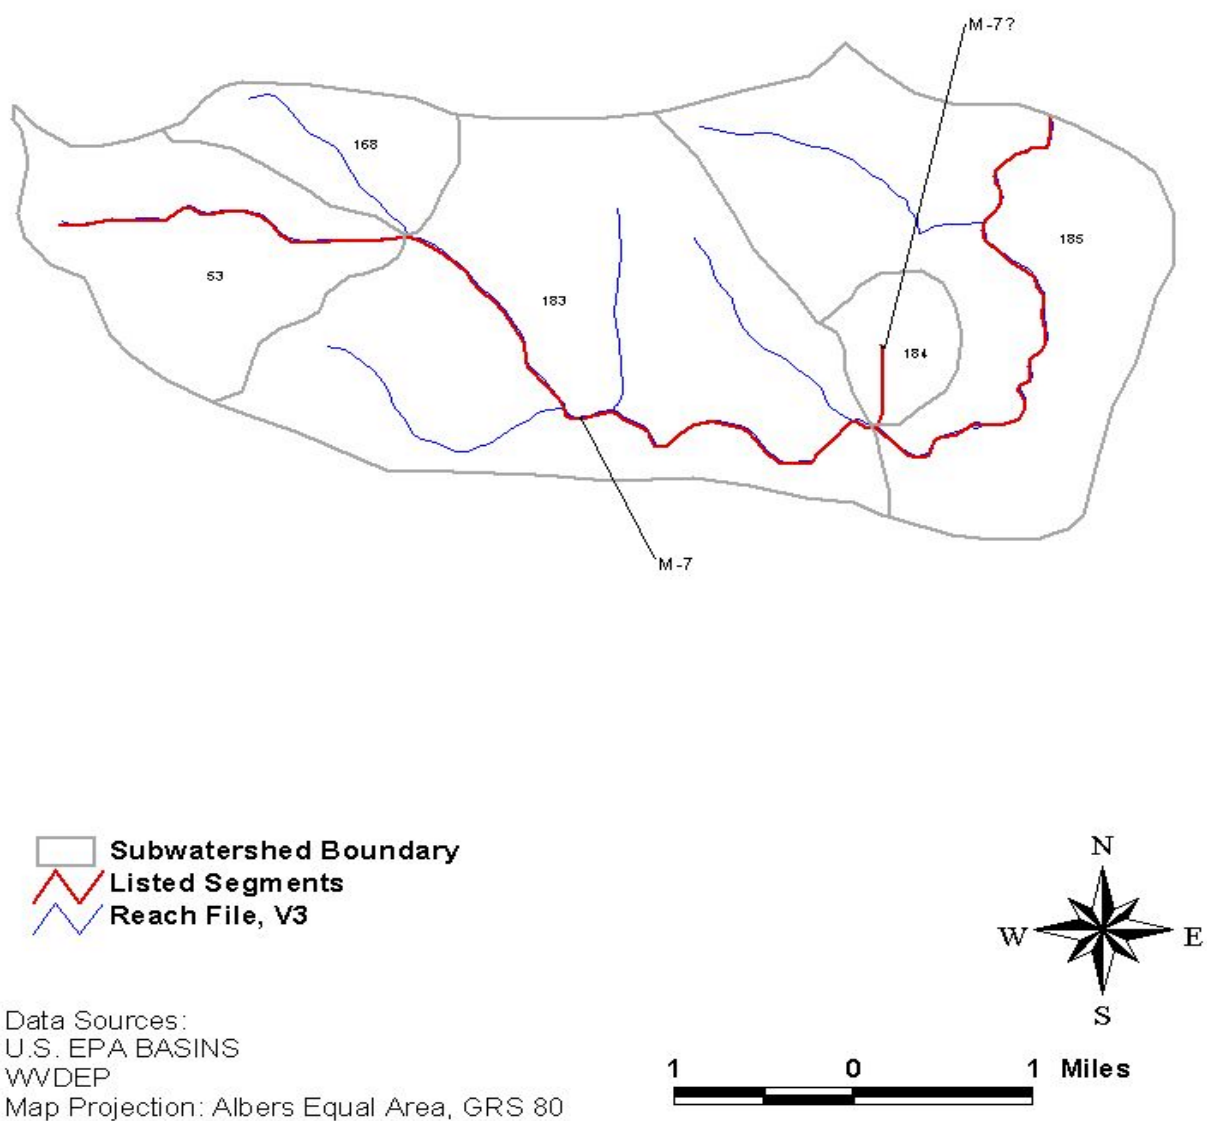 M-7?
168
185
53
183
184
M-7
Subwatershed Boundary
Listed Segments
Reach File, V3
N
W E
S
Data Sources:
U.S. EPA BASINS
WVDEP
Map Projection: Albers Equal Area, GRS 80
1 0 1 Miles